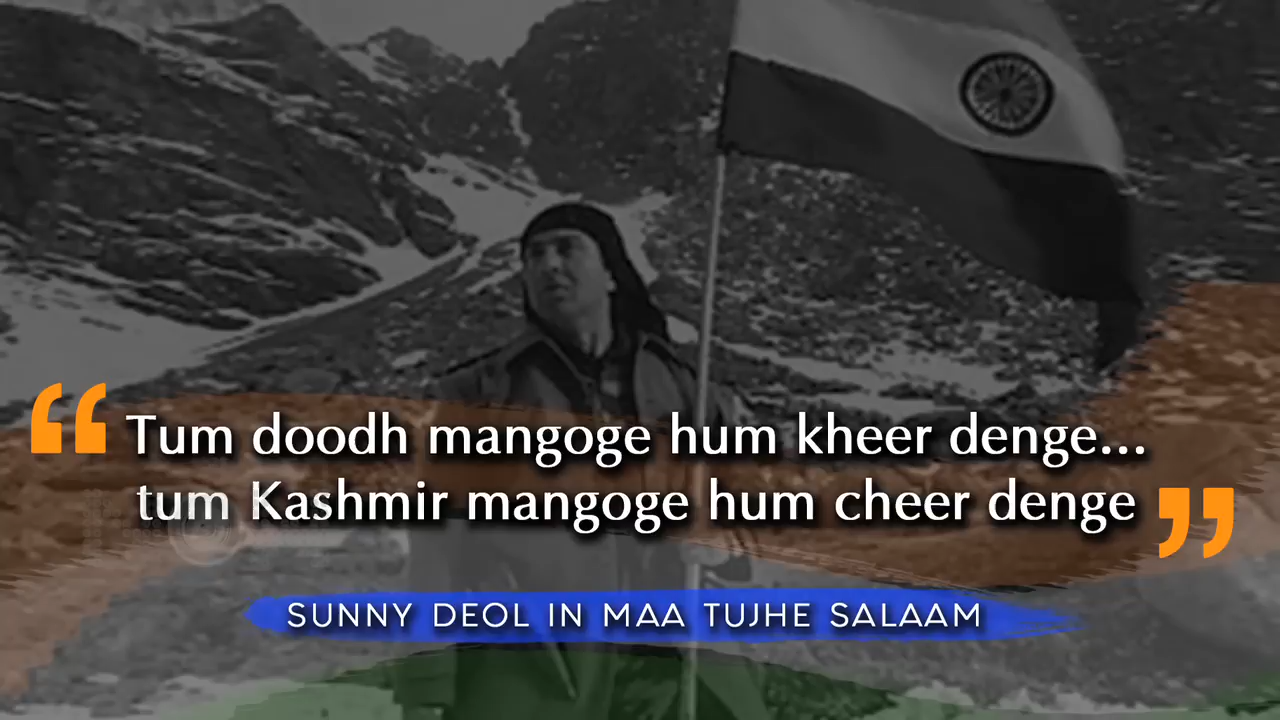 “Tum doodh mangoge hum kheer denge...
tum Kashmir mangoge hum cheer denge”
SUNNY DEOL IN MAA TUJHE SALAAM